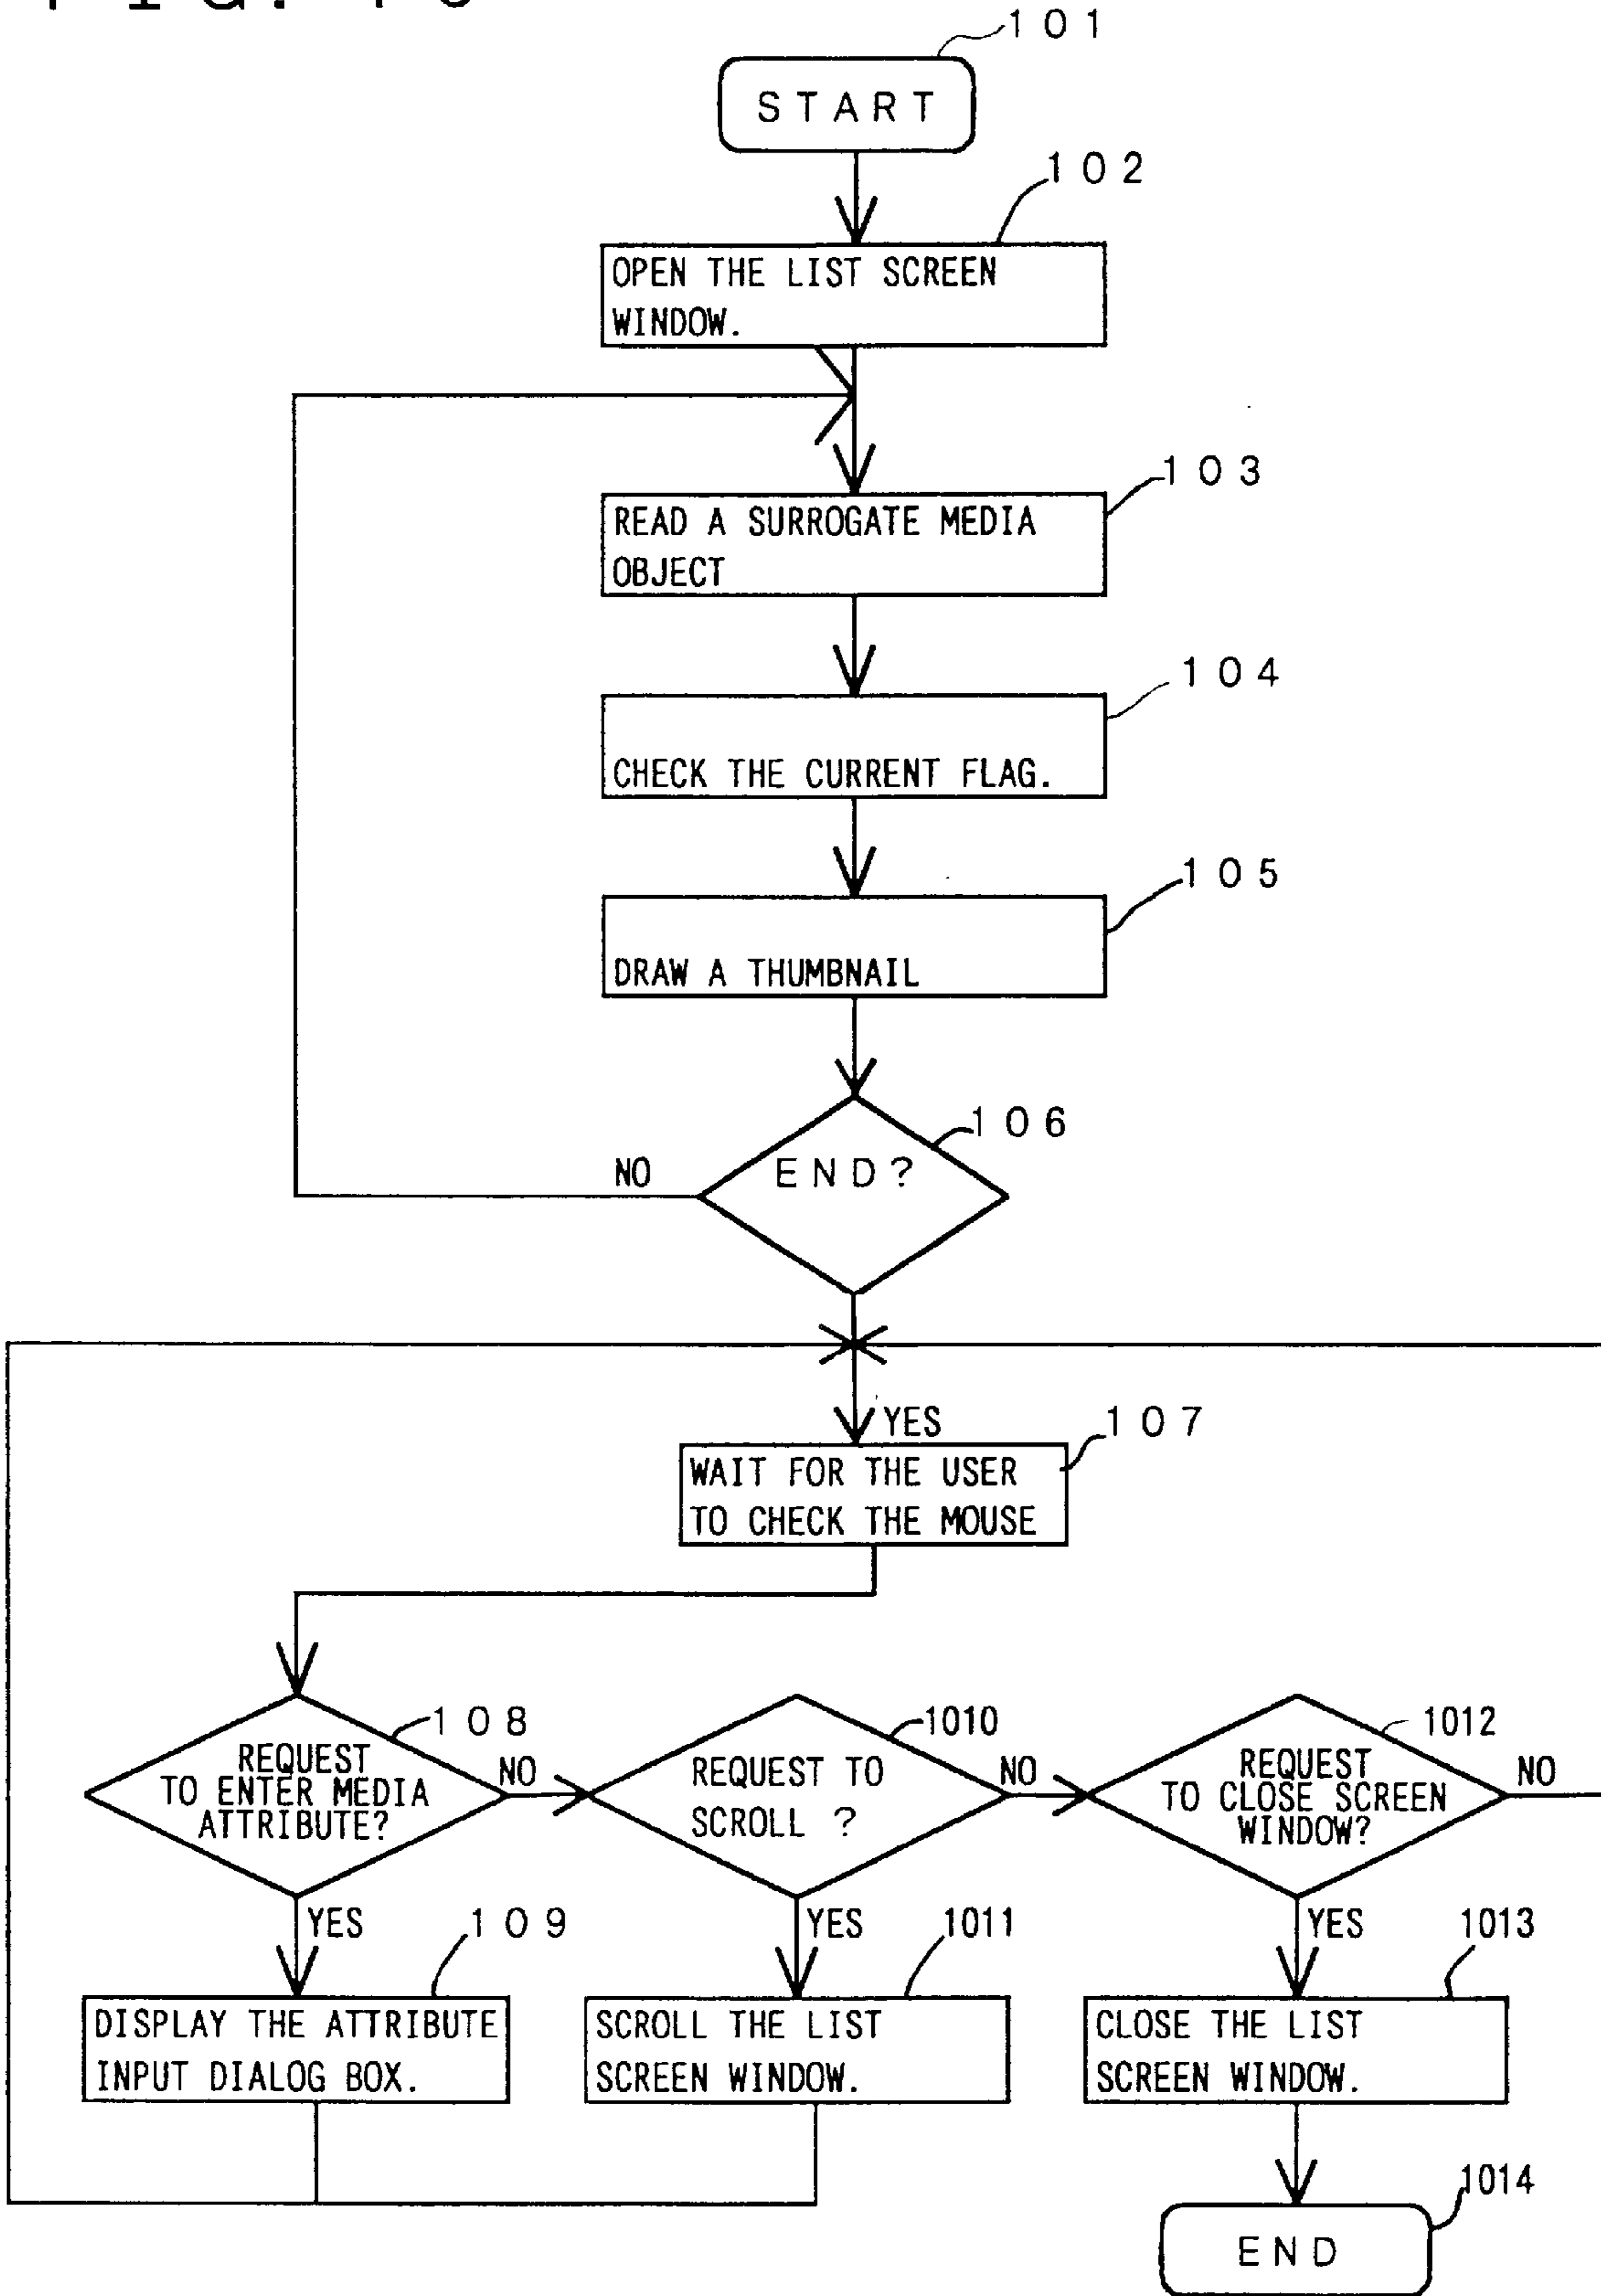 FIG. 10
101
START
102
OPEN THE LIST SCREEN
WINDOW.
103
READ A SURROGATE MEDIA
OBJECT
104
CHECK THE CURRENT FLAG.
105
DRAW A THUMBNAIL
106
END?
NO
YES
107
WAIT FOR THE USER
TO CHECK THE MOUSE
108
REQUEST
TO ENTER MEDIA
ATTRIBUTE?
NO
1010
REQUEST TO
SCROLL ?
NO
1012
REQUEST
TO CLOSE SCREEN
WINDOW?
NO
YES
109
YES
1011
YES
1013
DISPLAY THE ATTRIBUTE
INPUT DIALOG BOX.
SCROLL THE LIST
SCREEN WINDOW.
CLOSE THE LIST
SCREEN WINDOW.
1014
END